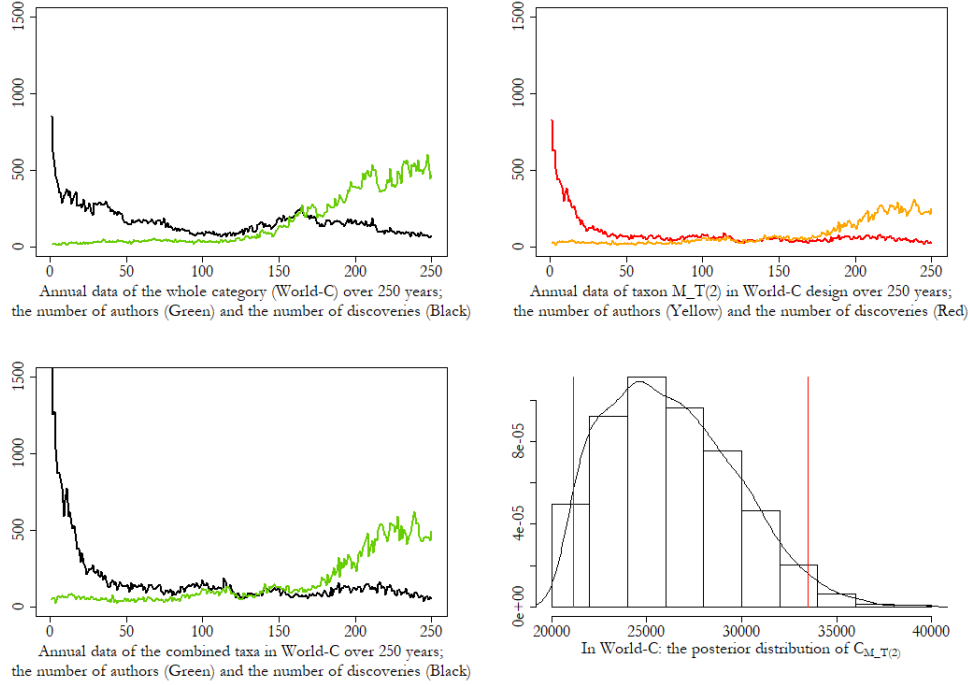 1500
1000
500
0
0 50 100 150 200 250
Annual data of the whole category (World-C) over 250 years;
the number of authors (Green) and the number of discoveries (Black)
1500
1000
500
0
0 50 100 150 200 250
Annual data of taxon M_T(2) in World-C design over 250 years;
the number of authors (Yellow) and the number of discoveries (Red)
1500
1000
500
0
0 50 100 150 200 250
Annual data of the combined taxa in World-C over 250 years;
the number of authors (Green) and the number of discoveries (Black)
8e-05
4e-05
0e+00
20000 25000 30000 35000 40000
In World-C: the posterior distribution of C_M_T(2)